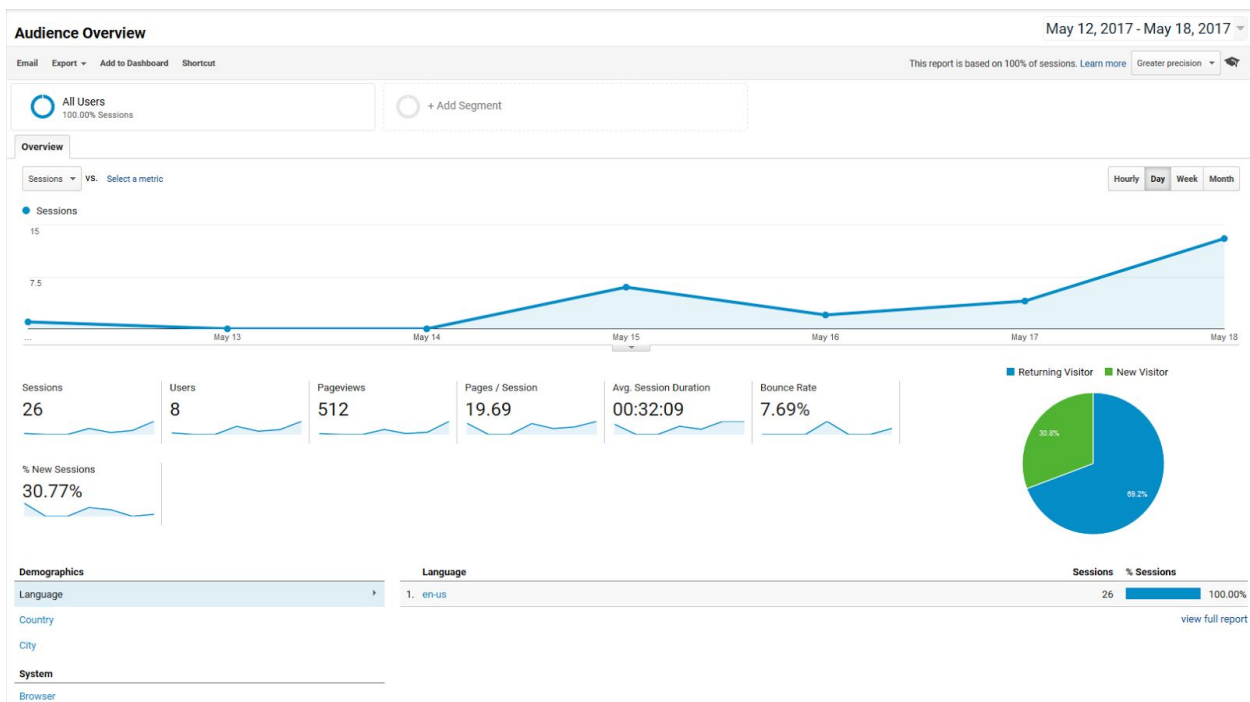 Audience Overview
May 12, 2017 - May 18, 2017
Email Export Add to Dashboard Shortcut
This report is based on 100% of sessions. Learn more Greater precision
All Users
100.00% Sessions
+ Add Segment
Overview
Sessions VS. Select a metric
Hourly Day Week Month
Sessions
15
7.5
... May 13 May 14 May 15 May 16 May 17 May 18
Returning Visitor New Visitor
Sessions Users Pageviews Pages / Session Avg. Session Duration Bounce Rate
26 8 512 19.69 00:32:09 7.69%
30.8%
69.2%
% New Sessions
30.77%
Demographics
Language Sessions % Sessions
Language
1. en-us 26 100.00%
Country
view full report
City
System
Browser